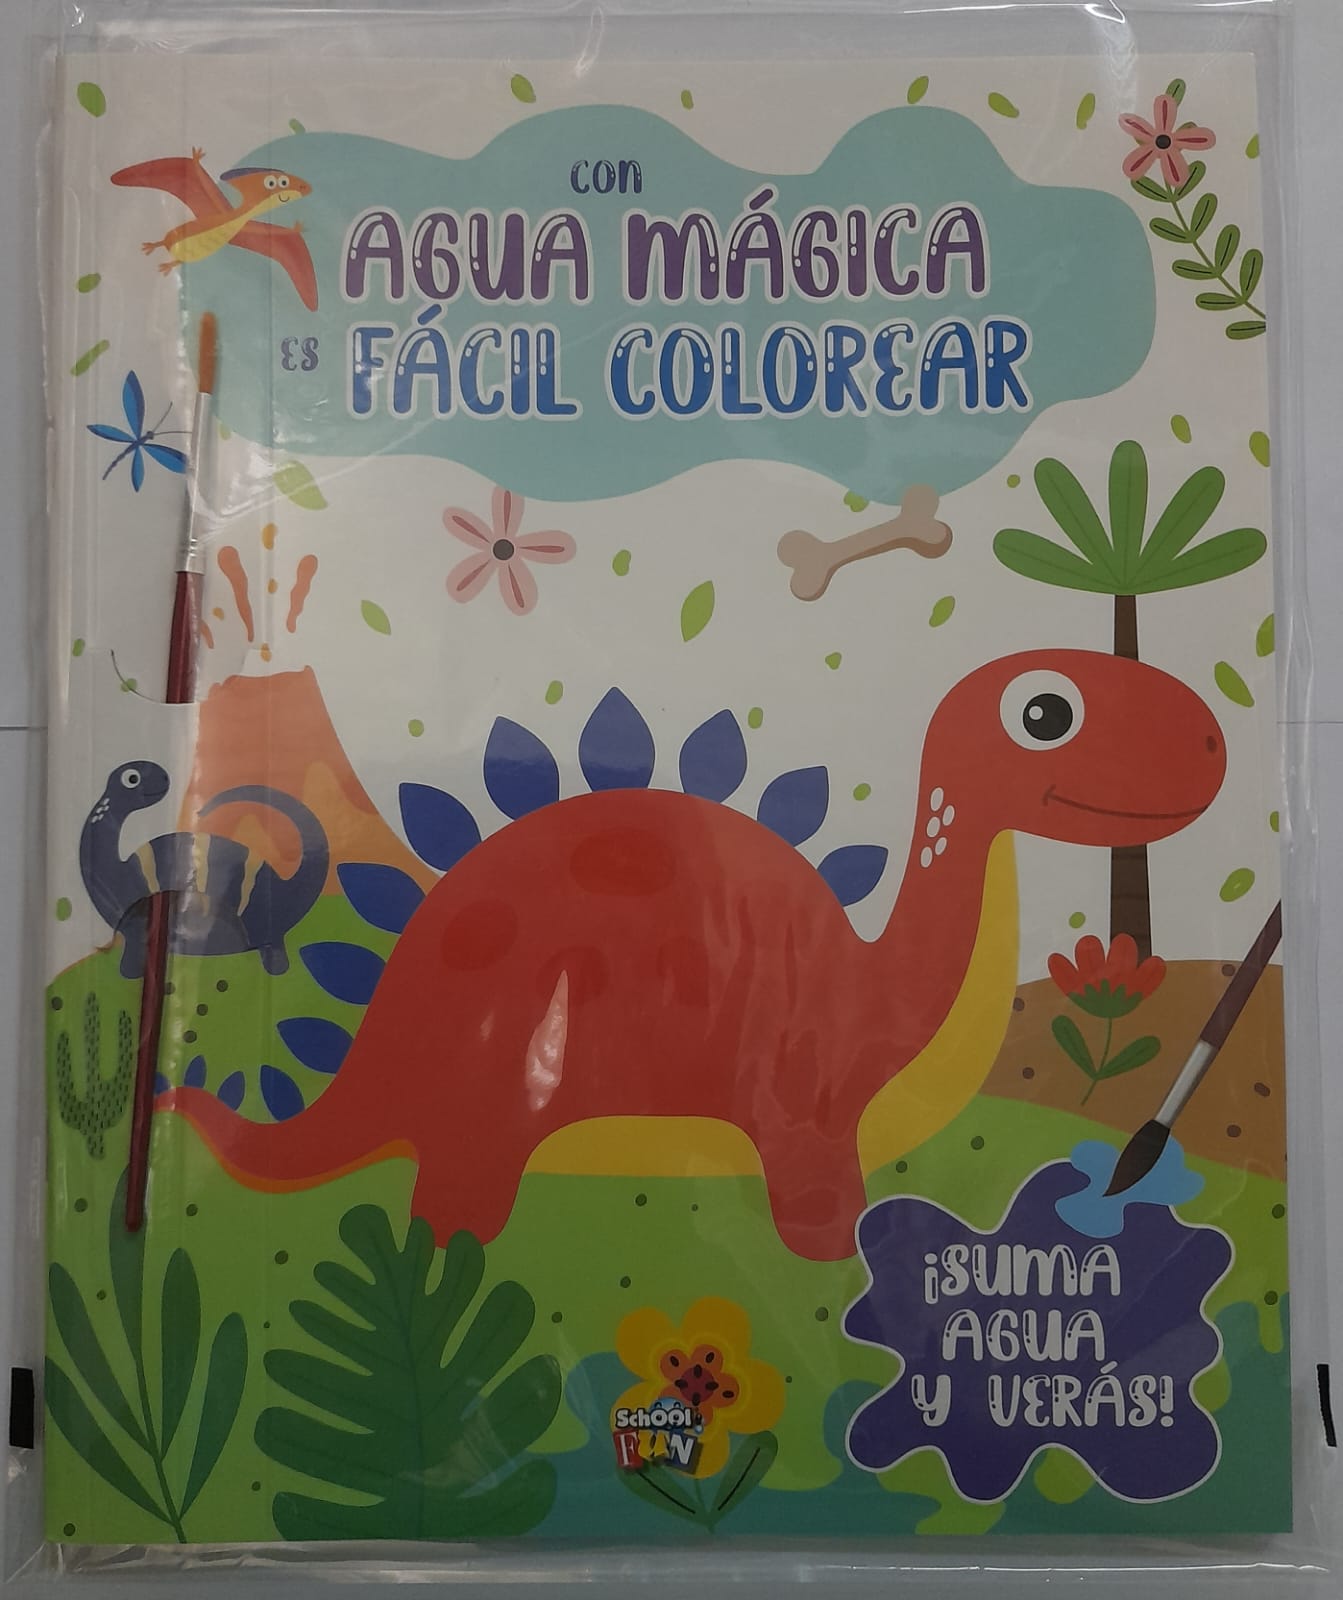 CON
AGUA MÁGICA
ES FÁCIL COLOREAR
¡SUMA
AGUA
Y VERÁS!
SCHOOL
FUN